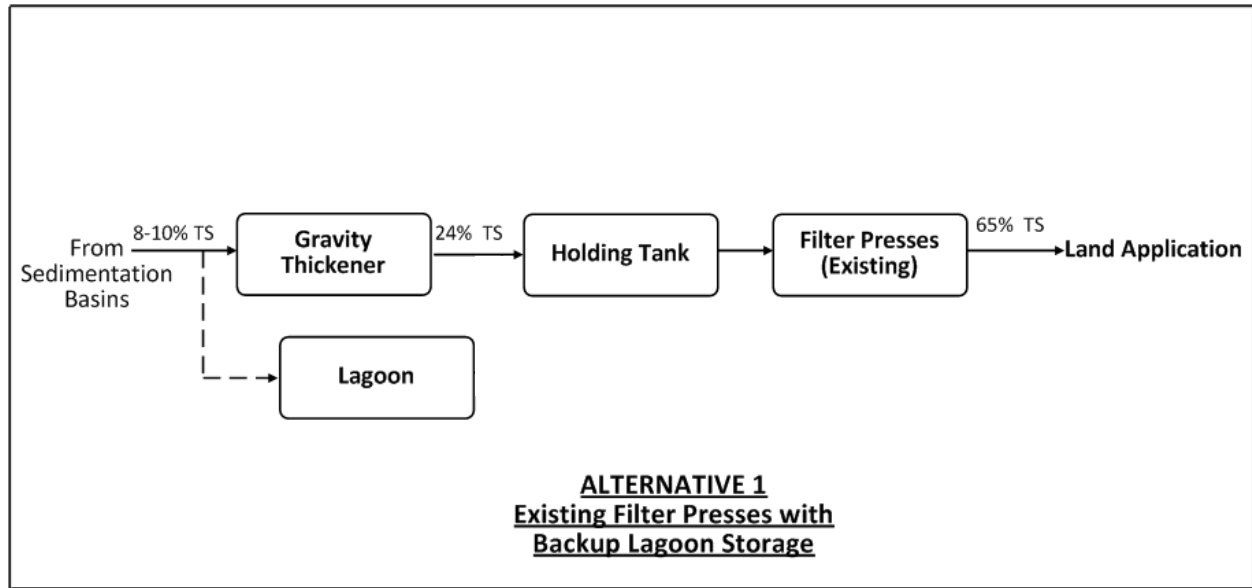 8-10% TS
From
Sedimentation
Basins
Gravity
Thickener
24% TS
Holding Tank
Filter Presses
(Existing)
65% TS
Land Application
Lagoon
ALTERNATIVE 1
Existing Filter Presses with
Backup Lagoon Storage